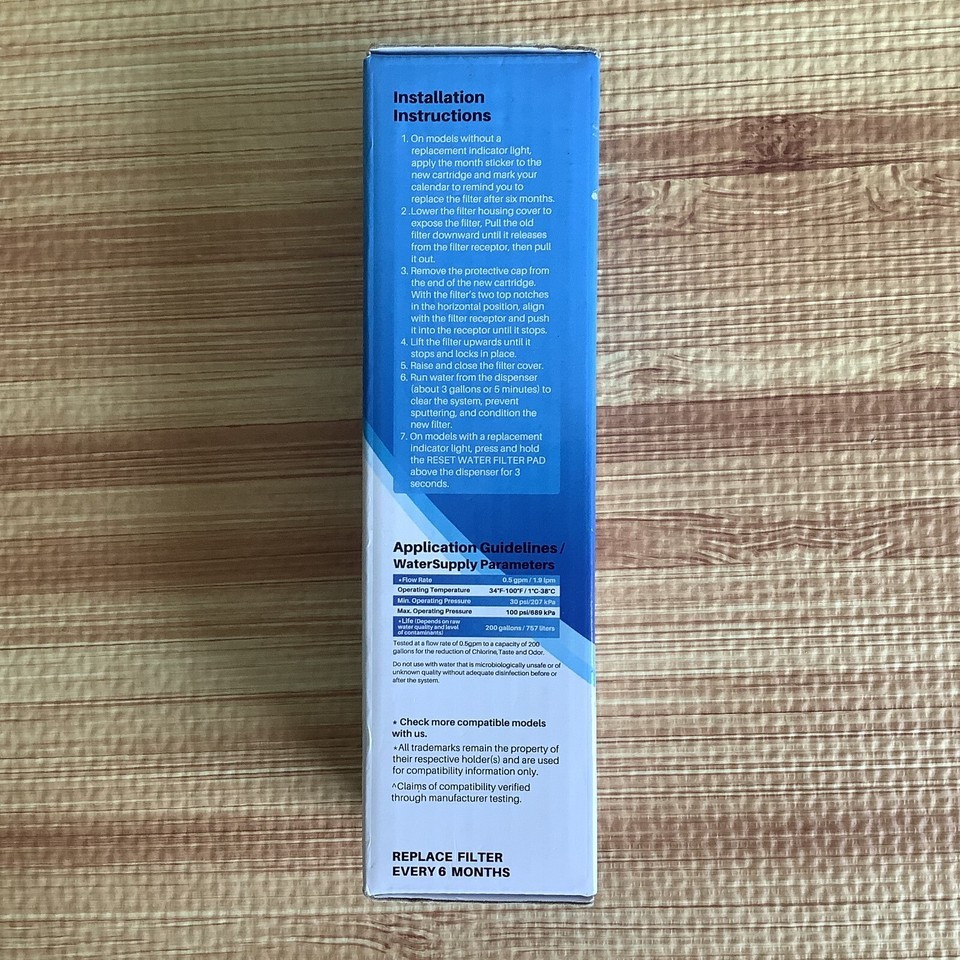 Installation
Instructions
1. On models without a
replacement indicator light,
apply the month sticker to the
new cartridge and mark your
calendar to remind you to
replace the filter after six months.
2 .Lower the filter housing cover to
expose the filter, Pull the old
filter downward until it releases
from the filter receptor, then pull
it out.
3. Remove the protective cap from
the end of the new cartridge.
With the filter's two top notches
in the horizontal position, align
with the filter receptor and push
it into the receptor until it stops.
4. Lift the filter upwards until it
stops and locks in place.
5. Raise and close the filter cover.
6. Run water from the dispenser
(about 3 gallons or 5 minutes) to
clear the system, prevent
sputtering, and condition the
new filter.
7. On models with a replacement
indicator light, press and hold
the RESET WATER FILTER PAD
above the dispenser for 3
seconds.
Application Guidelines /
WaterSupply Parameters
*Flow Rate 0.5 gpm / 1.9 lpm
Operating Temperature 34°F-100°F / 1°C-38°C
Min. Operating Pressure 30 psi/207 kPa
Max. Operating Pressure 100 psi/689 kPa
*Life (Depends on raw
water quality and level
of contaminants) 200 gallons / 757 liters
Tested at a flow rate of 0.5gpm to a capacity of 200
gallons for the reduction of Chlorine,Taste and Odor.
Do not use with water that is microbiologically unsafe or of
unknown quality without adequate disinfection before or
after the system.
* Check more compatible models
with us.
*All trademarks remain the property of
their respective holder(s) and are used
for compatibility information only.
^Claims of compatibility verified
through manufacturer testing.
REPLACE FILTER
EVERY 6 MONTHS